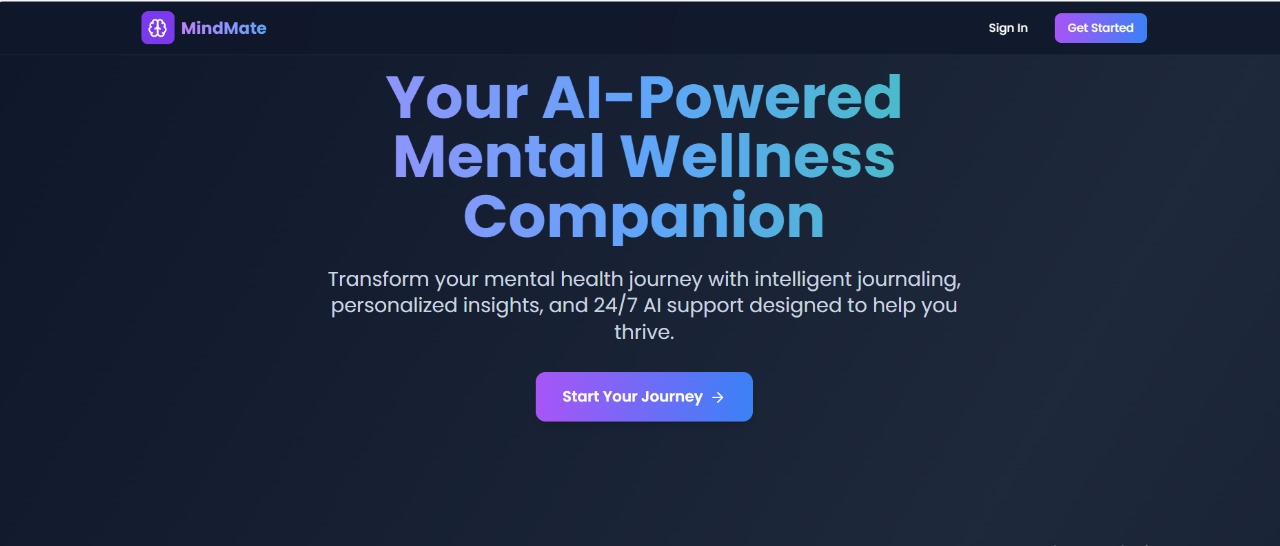 MindMate
Sign In
Get Started
Your AI-Powered
Mental Wellness
Companion
Transform your mental health journey with intelligent journaling,
personalized insights, and 24/7 AI support designed to help you
thrive.
Start Your Journey →